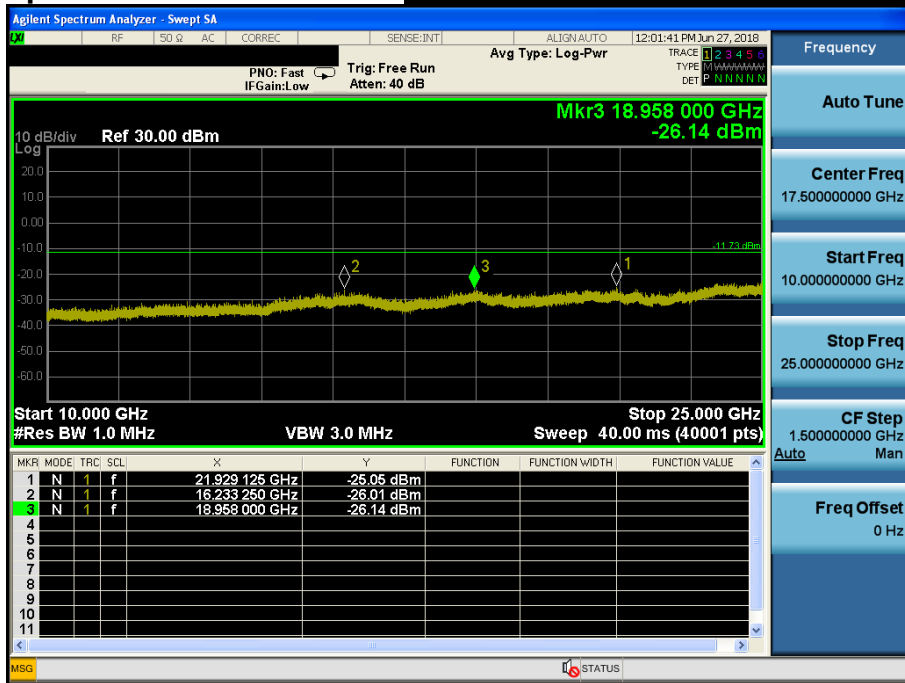 Agilent Spectrum Analyzer - Swept SA
LXI RF 50 Ω AC CORREC SENSE:INT ALIGN AUTO 12:01:41 PM Jun 27, 2018
Avg Type: Log-Pwr
TRACE 1 2 3 4 5 6
TYPE M W W W W W
DET P N N N N N
PNO: Fast
IFGain:Low
Trig: Free Run
Atten: 40 dB
Mkr3 18.958 000 GHz
-26.14 dBm
10 dB/div Ref 30.00 dBm
Log
20.0
10.0
0.00
-10.0
-20.0
-30.0
-40.0
-50.0
-60.0
-11.73 dBm
2
3
1
Start 10.000 GHz Stop 25.000 GHz
#Res BW 1.0 MHz VBW 3.0 MHz Sweep 40.00 ms (40001 pts)
MKR MODE TRC SCL X Y FUNCTION FUNCTION WIDTH FUNCTION VALUE
1 N 1 f 21.929 125 GHz -25.05 dBm
2 N 1 f 16.233 250 GHz -26.01 dBm
3 N 1 f 18.958 000 GHz -26.14 dBm
4
5
6
7
8
9
10
11
MSG STATUS
Frequency
Auto Tune
Center Freq
17.500000000 GHz
Start Freq
10.000000000 GHz
Stop Freq
25.000000000 GHz
CF Step
1.500000000 GHz
Auto Man
Freq Offset
0 Hz